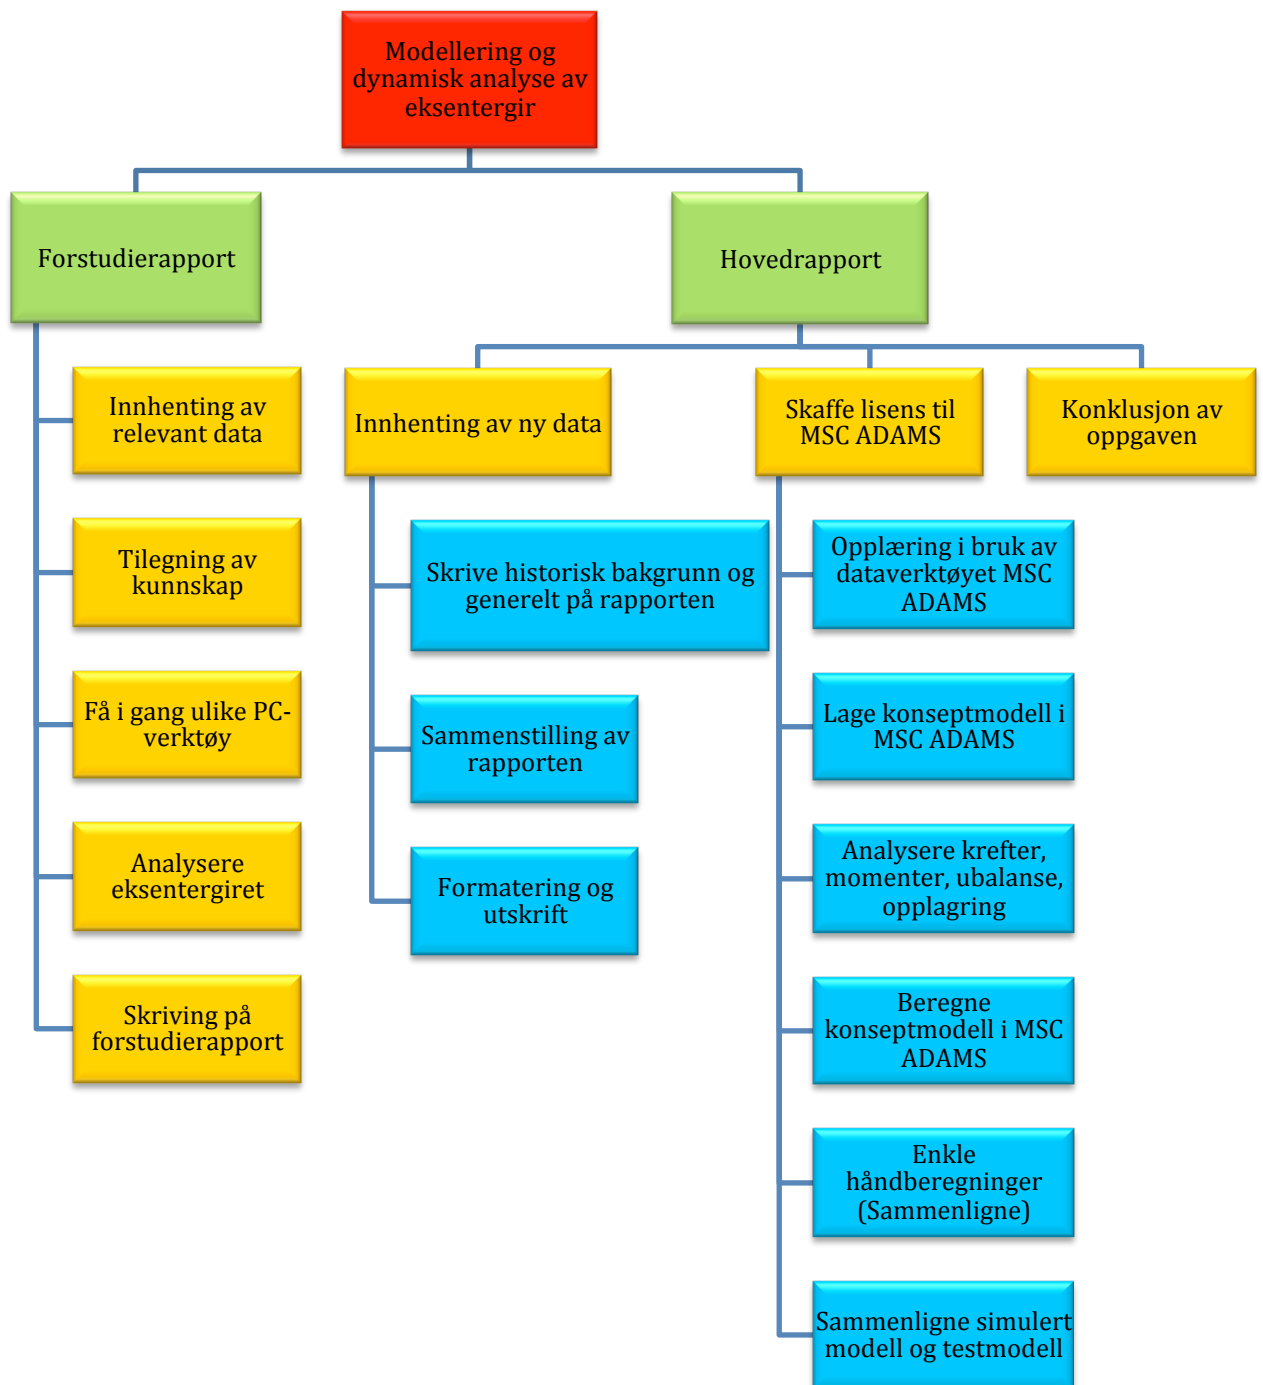 Modellering og
dynamisk analyse av
eksentergir
Forstudierapport
Hovedrapport
Innhenting av
relevant data
Tilegning av
kunnskap
Få i gang ulike PC-
verktøy
Analysere
eksentergiret
Skriving på
forstudierapport
Innhenting av ny data
Skrive historisk bakgrunn og
generelt på rapporten
Sammenstilling av
rapporten
Formatering og
utskrift
Skaffe lisens til
MSC ADAMS
Opplæring i bruk av
dataverktøyet MSC
ADAMS
Lage konseptmodell i
MSC ADAMS
Analysere krefter,
momenter, ubalanse,
opplagring
Beregne
konseptmodell i MSC
ADAMS
Enkle
håndberegninger
(Sammenligne)
Sammenligne simulert
modell og testmodell
Konklusjon av
oppgaven